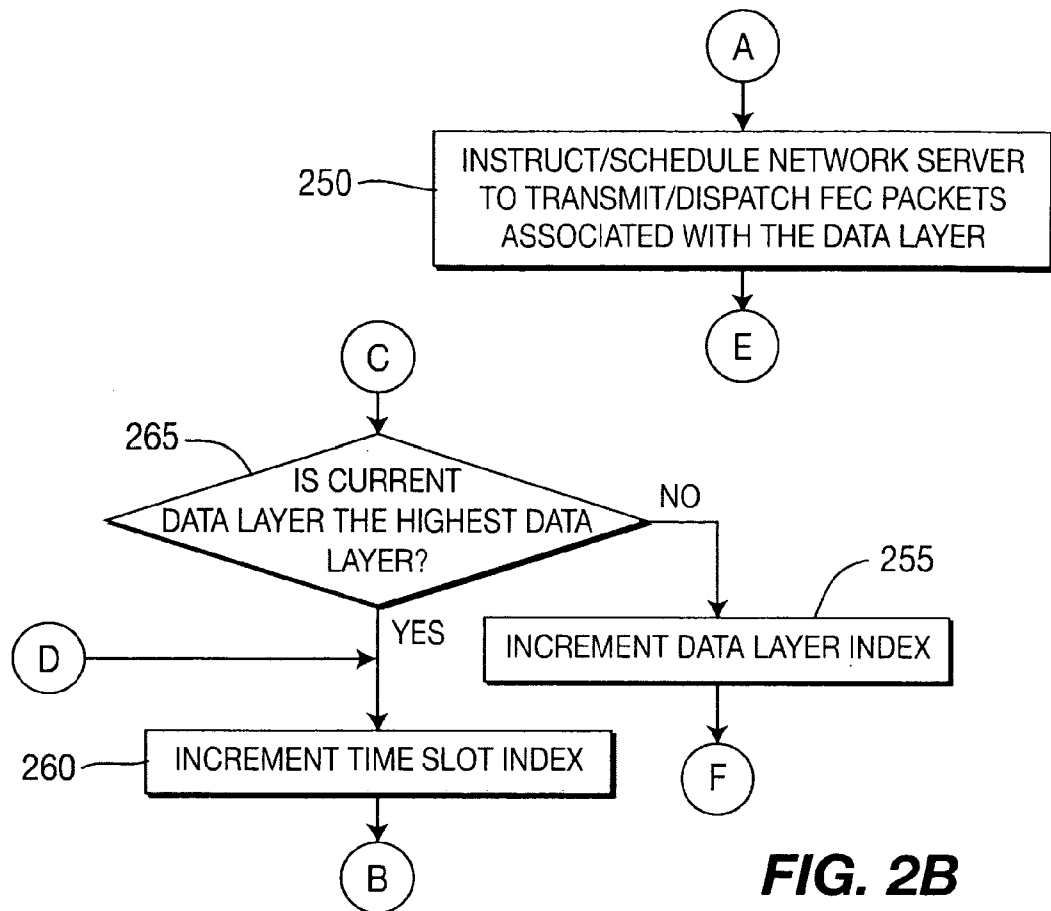 A
250
INSTRUCT/SCHEDULE NETWORK SERVER
TO TRANSMIT/DISPATCH FEC PACKETS
ASSOCIATED WITH THE DATA LAYER
E
C
265
IS CURRENT
DATA LAYER THE HIGHEST DATA
LAYER?
NO
255
YES
INCREMENT DATA LAYER INDEX
D
260
INCREMENT TIME SLOT INDEX
F
B
FIG. 2B